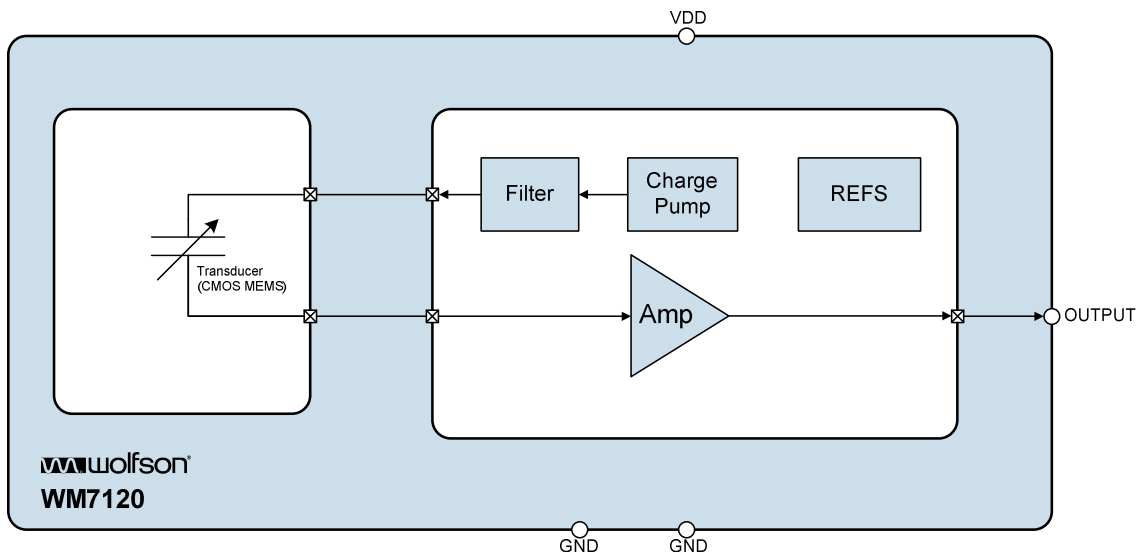 VDD
Filter
Charge
Pump
REFS
Transducer
(CMOS MEMS)
Amp
OUTPUT
wolfson®
WM7120
GND
GND